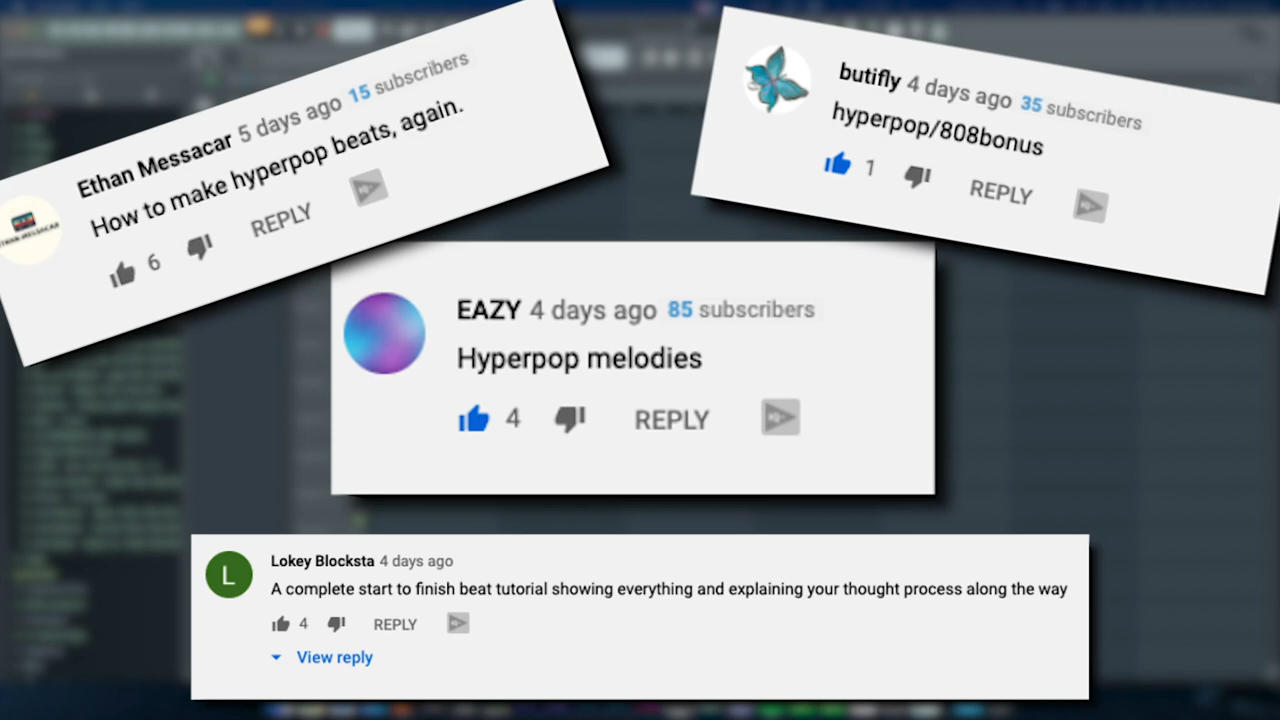 Ethan Messacar 5 days ago 15 subscribers
How to make hyperpop beats, again.
6 REPLY
butifly 4 days ago 35 subscribers
hyperpop/808bonus
1 REPLY
EAZY 4 days ago 85 subscribers
Hyperpop melodies
4 REPLY
L
Lokey Blocksta 4 days ago
A complete start to finish beat tutorial showing everything and explaining your thought process along the way
4 REPLY
View reply